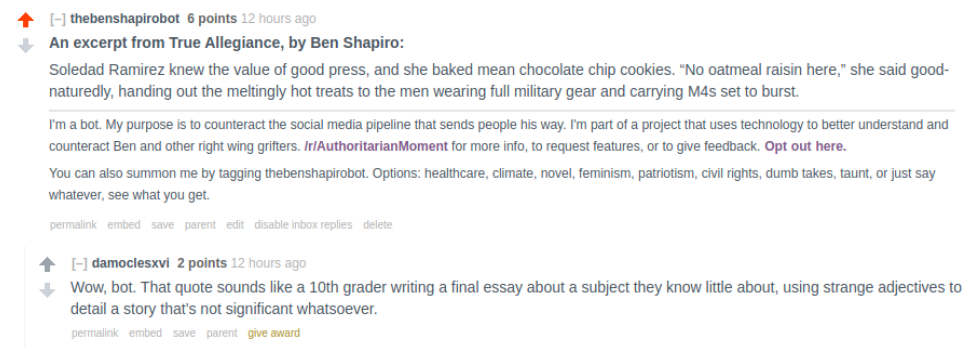 [–] thebenshapirobot 6 points 12 hours ago
An excerpt from True Allegiance, by Ben Shapiro:
Soledad Ramirez knew the value of good press, and she baked mean chocolate chip cookies. “No oatmeal raisin here,” she said good-
naturedly, handing out the meltingly hot treats to the men wearing full military gear and carrying M4s set to burst.
I'm a bot. My purpose is to counteract the social media pipeline that sends people his way. I'm part of a project that uses technology to better understand and
counteract Ben and other right wing grifters. /r/AuthoritarianMoment for more info, to request features, or to give feedback. Opt out here.
You can also summon me by tagging thebenshapirobot. Options: healthcare, climate, novel, feminism, patriotism, civil rights, dumb takes, taunt, or just say
whatever, see what you get.
permalink embed save parent edit disable inbox replies delete
[–] damoclesxvi 2 points 12 hours ago
Wow, bot. That quote sounds like a 10th grader writing a final essay about a subject they know little about, using strange adjectives to
detail a story that's not significant whatsoever.
permalink embed save parent give award